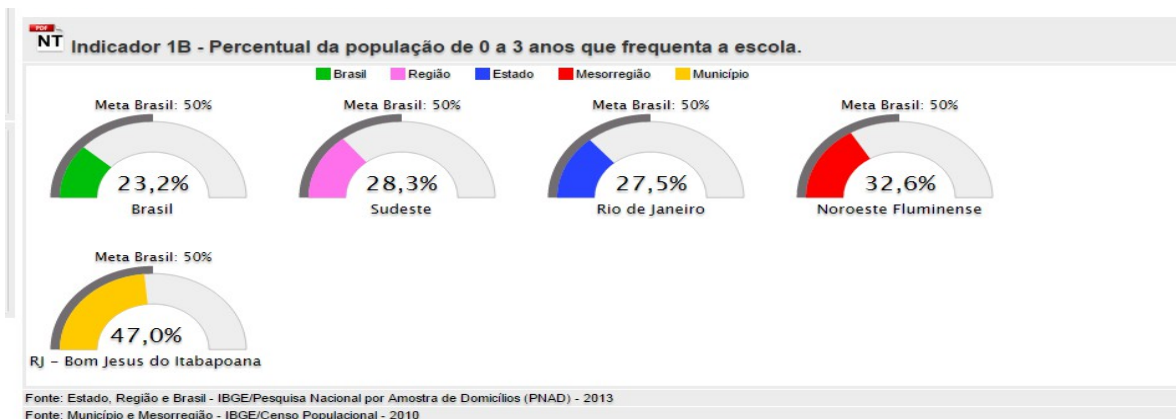 PDF
NT Indicador 1B - Percentual da população de 0 a 3 anos que frequenta a escola.
Brasil Região Estado Mesorregião Município
Meta Brasil: 50% Meta Brasil: 50% Meta Brasil: 50% Meta Brasil: 50%
23,2% 28,3% 27,5% 32,6%
Brasil Sudeste Rio de Janeiro Noroeste Fluminense
Meta Brasil: 50%
47,0%
RJ - Bom Jesus do Itabapoana
Fonte: Estado, Região e Brasil - IBGE/Pesquisa Nacional por Amostra de Domicílios (PNAD) - 2013
Fonte: Município e Mesorregião - IBGE/Censo Populacional - 2010